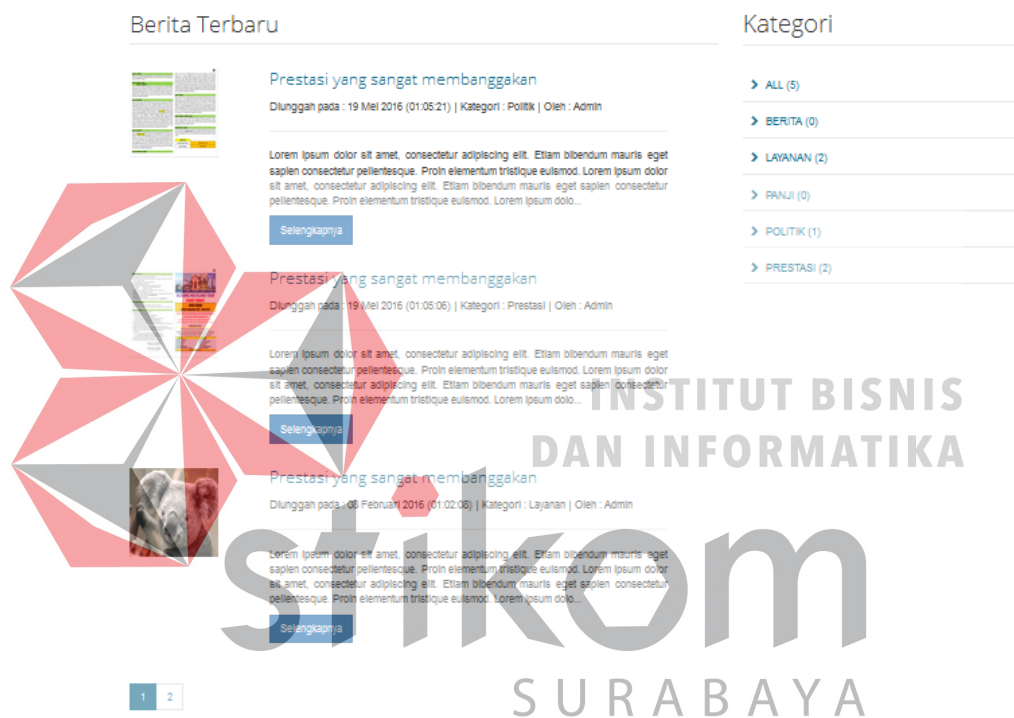 Berita Terbaru
Prestasi yang sangat membanggakan
Diunggah pada : 19 Mei 2016 (01:05:21) | Kategori : Politik | Oleh : Admin
Lorem ipsum dolor sit amet, consectetur adipiscing elit. Etiam bibendum mauris eget
sapien consectetur pellentesque. Proin elementum tristique euismod. Lorem ipsum dolor
sit amet, consectetur adipiscing elit. Etiam bibendum mauris eget sapien consectetur
pellentesque. Proin elementum tristique euismod. Lorem ipsum dolo...
Selengkapnya
Prestasi yang sangat membanggakan
Diunggah pada : 19 Mei 2016 (01:05:06) | Kategori : Prestasi | Oleh : Admin
Lorem ipsum dolor sit amet, consectetur adipiscing elit. Etiam bibendum mauris eget
sapien consectetur pellentesque. Proin elementum tristique euismod. Lorem ipsum dolor
sit amet, consectetur adipiscing elit. Etiam bibendum mauris eget sapien consectetur
pellentesque. Proin elementum tristique euismod. Lorem ipsum dolo...
Selengkapnya
Prestasi yang sangat membanggakan
Diunggah pada : 08 Februari 2016 (01:02:08) | Kategori : Layanan | Oleh : Admin
Lorem ipsum dolor sit amet, consectetur adipiscing elit. Etiam bibendum mauris eget
sapien consectetur pellentesque. Proin elementum tristique euismod. Lorem ipsum dolor
sit amet, consectetur adipiscing elit. Etiam bibendum mauris eget sapien consectetur
pellentesque. Proin elementum tristique euismod. Lorem ipsum dolo...
Selengkapnya
1 2
Kategori
ALL (5)
BERITA (0)
LAYANAN (2)
PANJI (0)
POLITIK (1)
PRESTASI (2)
INSTITUT BISNIS
DAN INFORMATIKA
stikom
SURABAYA